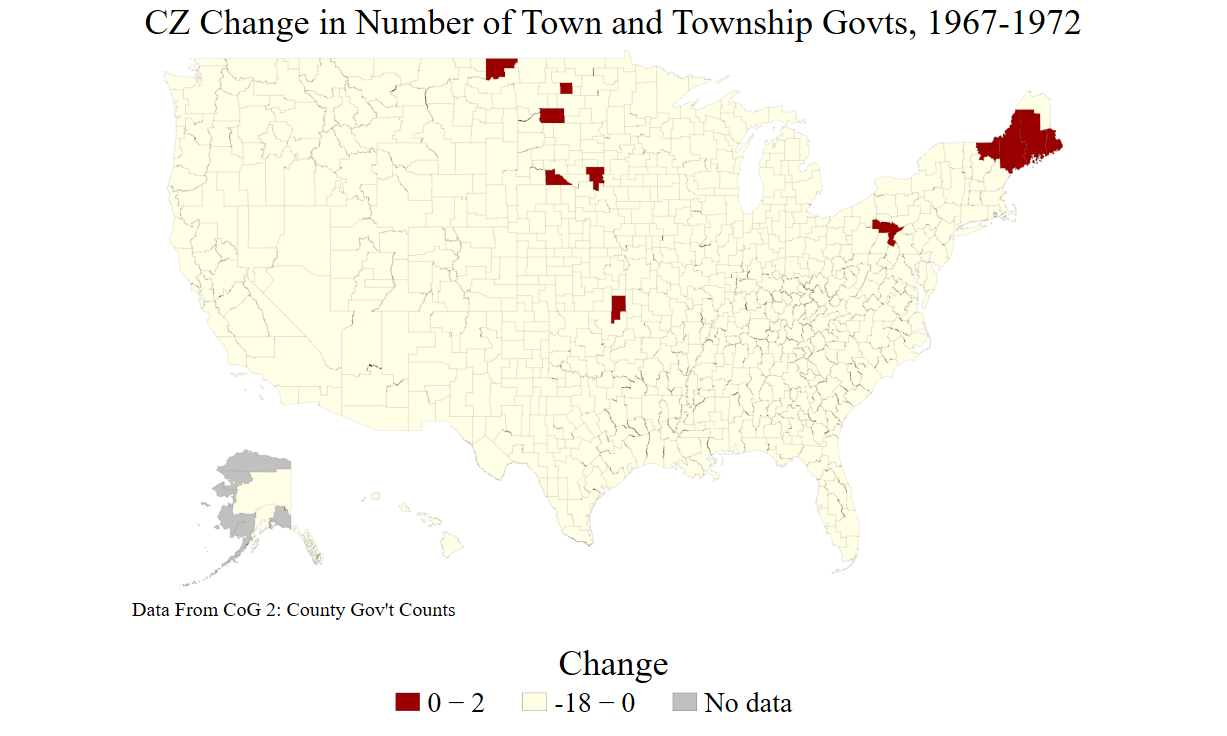 CZ Change in Number of Town and Township Govts, 1967-1972
Data From CoG 2: County Gov't Counts
Change
0 − 2
-18 − 0
No data